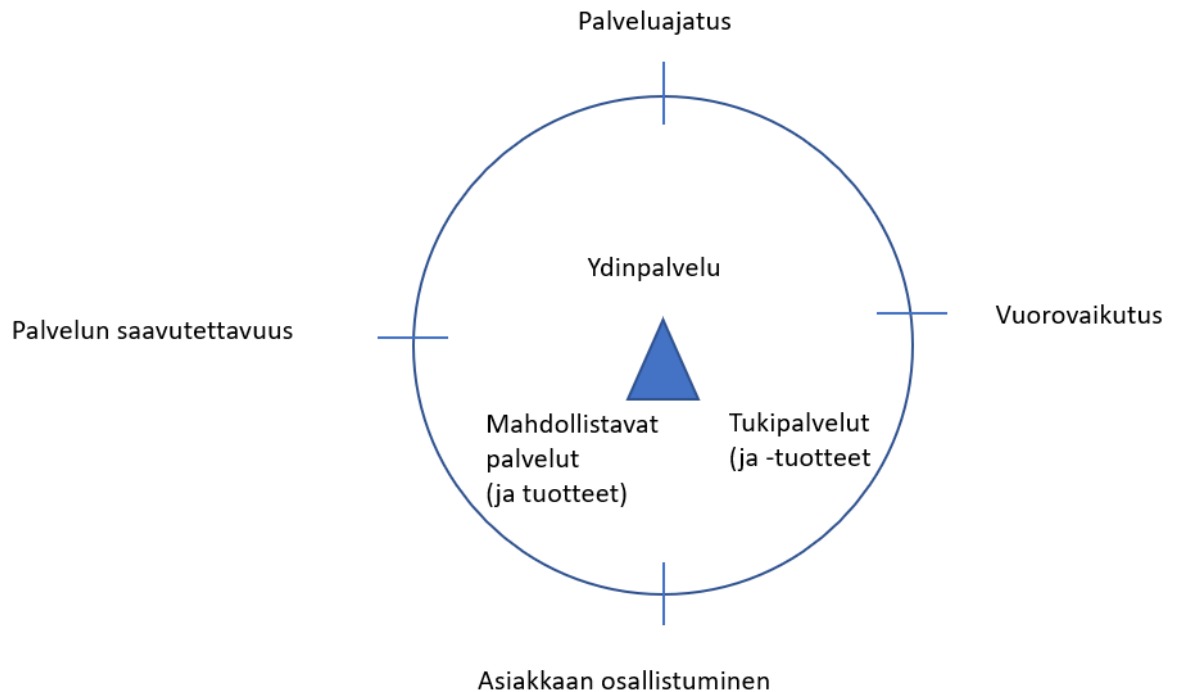 Palveluajatus
Ydinpalvelu
Palvelun saavutettavuus
Vuorovaikutus
Mahdollistavat
palvelut
(ja tuotteet)
Tukipalvelut
(ja -tuotteet
Asiakkaan osallistuminen